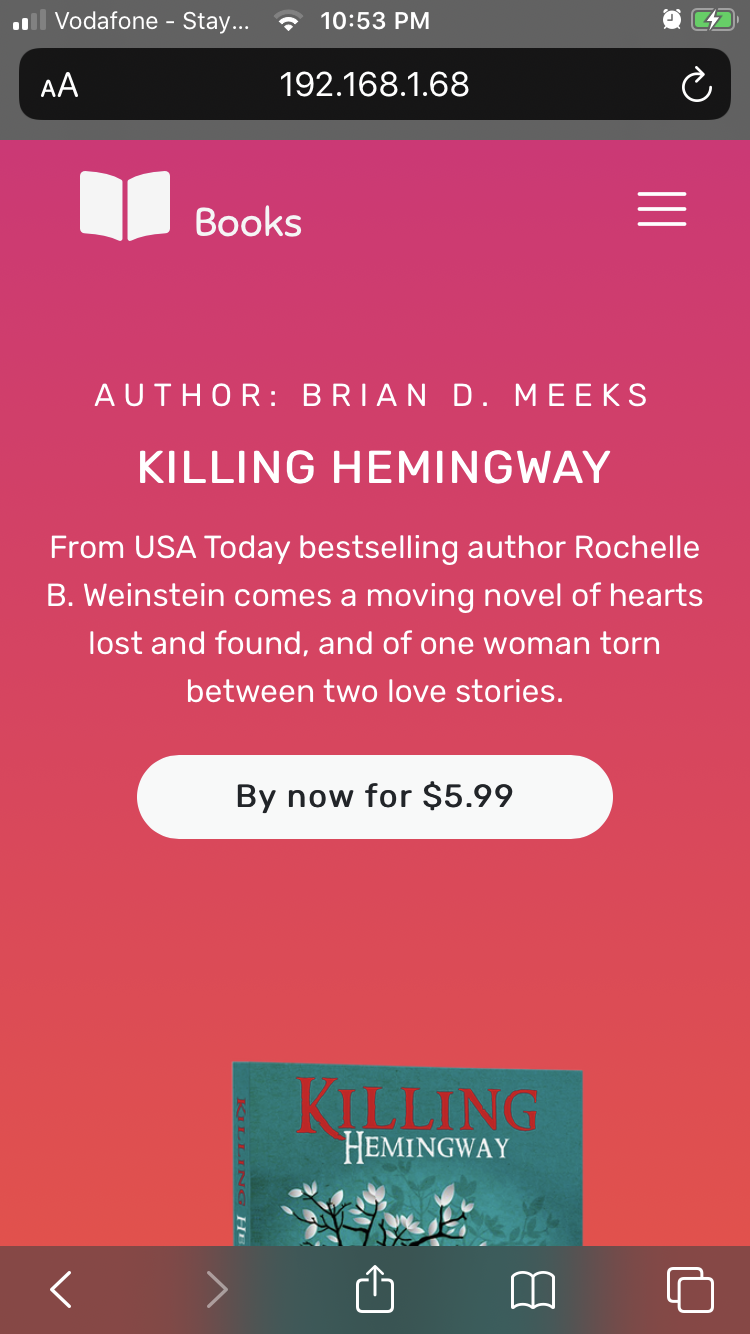 Vodafone - Stay... 10:53 PM
AA 192.168.1.68
Books
AUTHOR: BRIAN D. MEEKS
KILLING HEMINGWAY
From USA Today bestselling author Rochelle
B. Weinstein comes a moving novel of hearts
lost and found, and of one woman torn
between two love stories.
By now for $5.99
KILLING
HEMINGWAY
KILLING HE